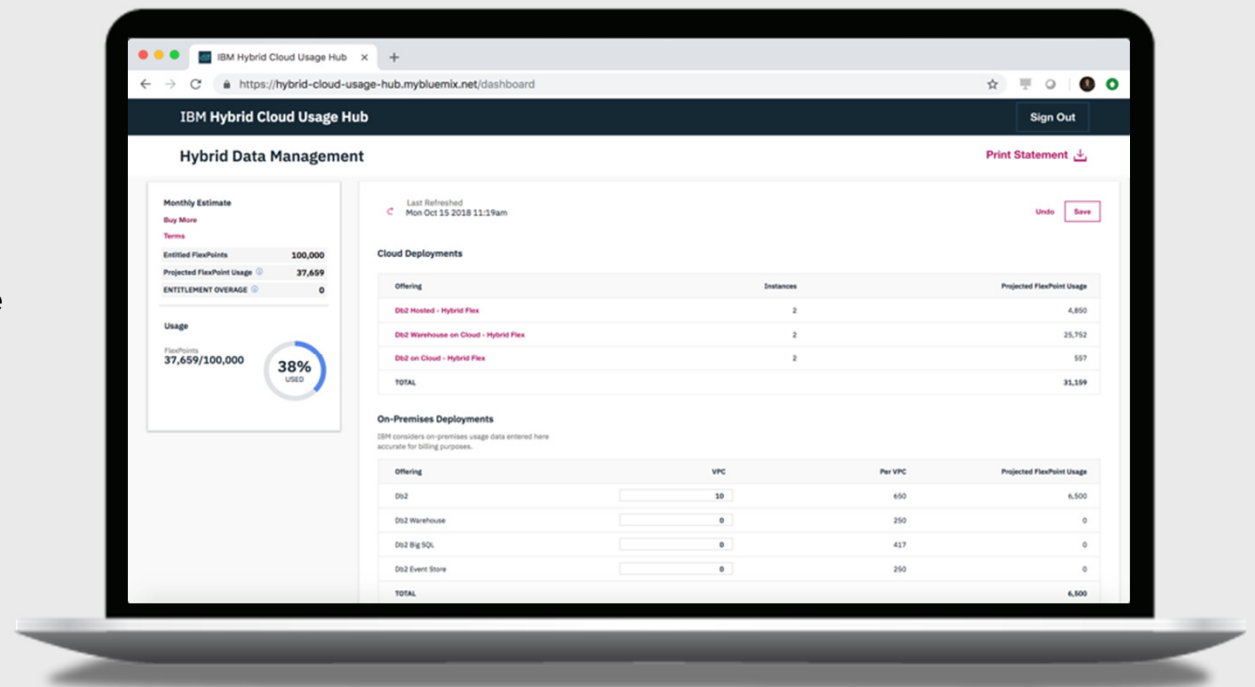 IBM Hybrid Cloud Usage Hub
https://hybrid-cloud-usage-hub.mybluemix.net/dashboard
IBM Hybrid Cloud Usage Hub Sign Out
Hybrid Data Management Print Statement
Monthly Estimate
Buy More
Terms
Entitled FlexPoints 100,000
Projected FlexPoint Usage 37,659
ENTITLEMENT OVERAGE 0
Usage
FlexPoints
37,659/100,000
38%
USED
Last Refreshed
Mon Oct 15 2018 11:19am
Undo Save
Cloud Deployments
Offering Instances Projected FlexPoint Usage
Db2 Hosted - Hybrid Flex 2 4,850
Db2 Warehouse on Cloud - Hybrid Flex 2 25,752
Db2 on Cloud - Hybrid Flex 2 557
TOTAL 31,159
On-Premises Deployments
IBM considers on-premises usage data entered here
accurate for billing purposes.
Offering VPC Per VPC Projected FlexPoint Usage
Db2 10 650 6,500
Db2 Warehouse 0 250 0
Db2 Big SQL 0 417 0
Db2 Event Store 0 250 0
TOTAL 6,500